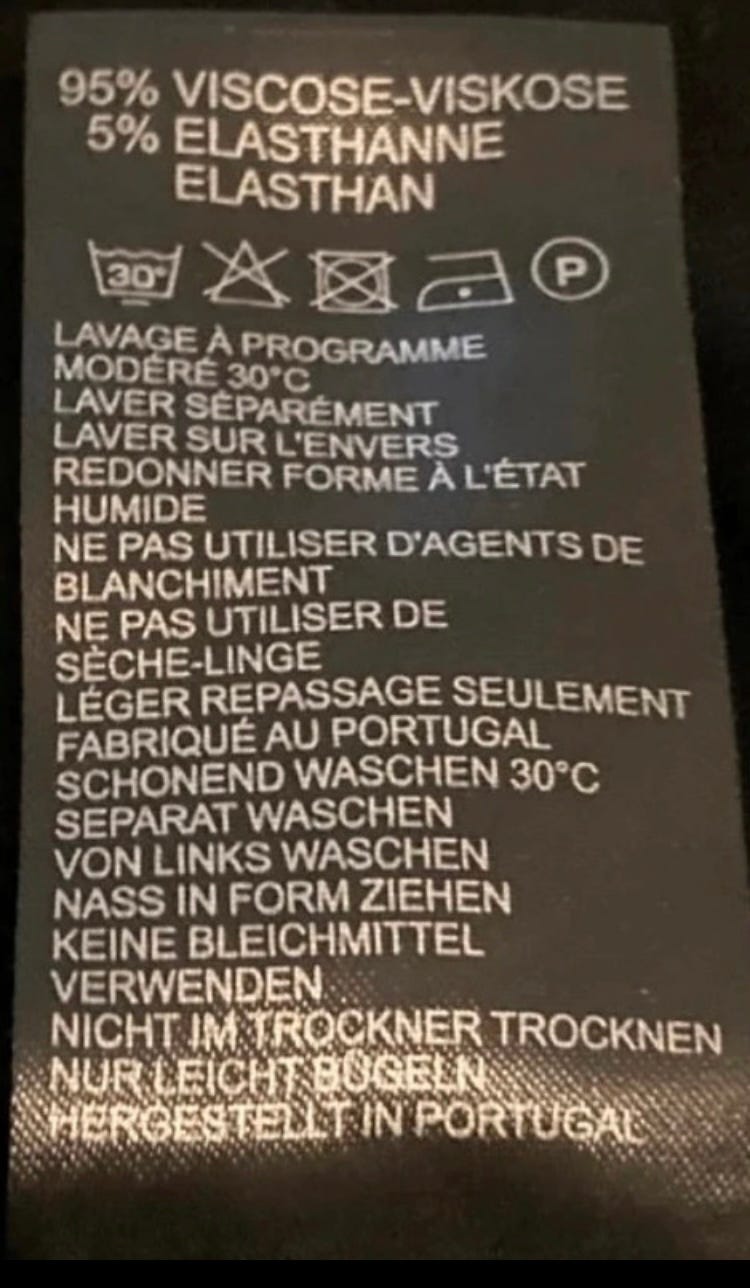 95% VISCOSE-VISKOSE
5% ELASTHANNE
ELASTHAN
30° P
LAVAGE À PROGRAMME
MODÉRÉ 30°C
LAVER SÉPARÉMENT
LAVER SUR L'ENVERS
REDONNER FORME À L'ÉTAT
HUMIDE
NE PAS UTILISER D'AGENTS DE
BLANCHIMENT
NE PAS UTILISER DE
SÈCHE-LINGE
LÉGER REPASSAGE SEULEMENT
FABRIQUÉ AU PORTUGAL
SCHONEND WASCHEN 30°C
SEPARAT WASCHEN
VON LINKS WASCHEN
NASS IN FORM ZIEHEN
KEINE BLEICHMITTEL
VERWENDEN
NICHT IM TROCKNER TROCKNEN
NUR LEICHT BÜGELN
HERGESTELLT IN PORTUGAL